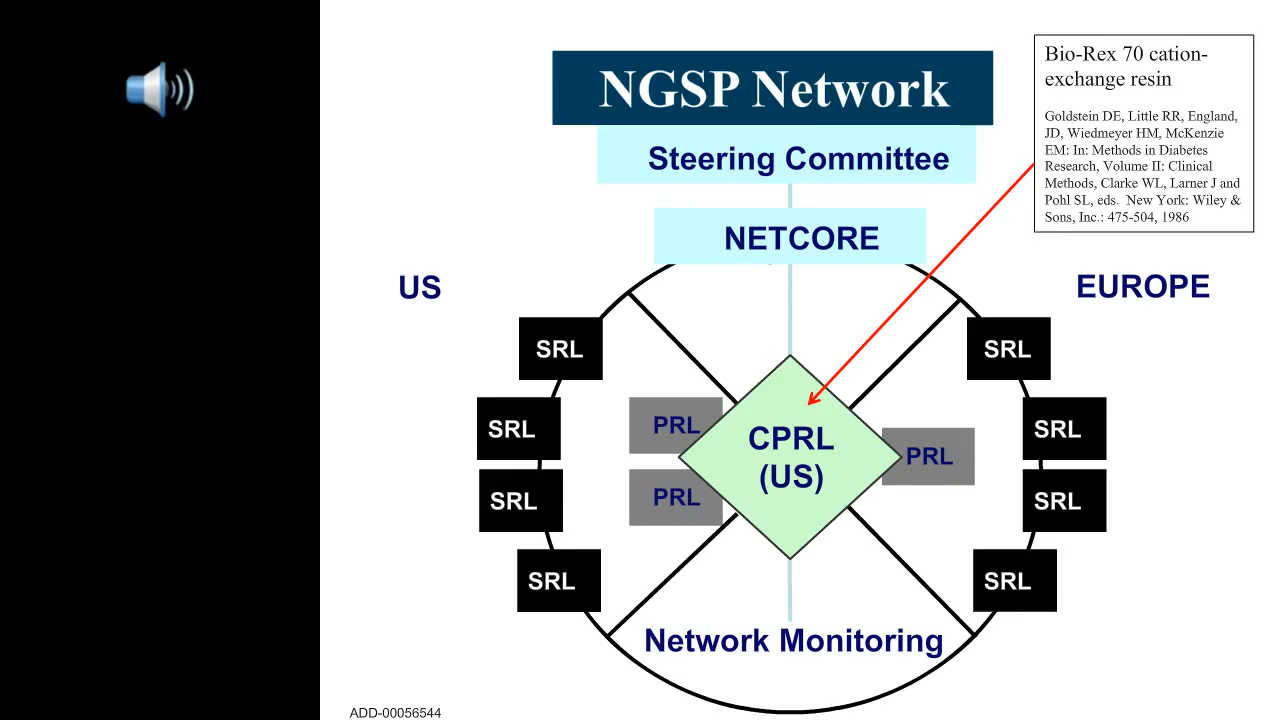 NGSP Network
Steering Committee
NETCORE
Bio-Rex 70 cation-
exchange resin
Goldstein DE, Little RR, England,
JD, Wiedmeyer HM, McKenzie
EM: In: Methods in Diabetes
Research, Volume II: Clinical
Methods, Clarke WL, Larner J and
Pohl SL, eds. New York: Wiley &
Sons, Inc.: 475-504, 1986
US
EUROPE
SRL
SRL
SRL
SRL
PRL
PRL
CPRL
(US)
PRL
SRL
SRL
SRL
SRL
Network Monitoring
ADD-00056544